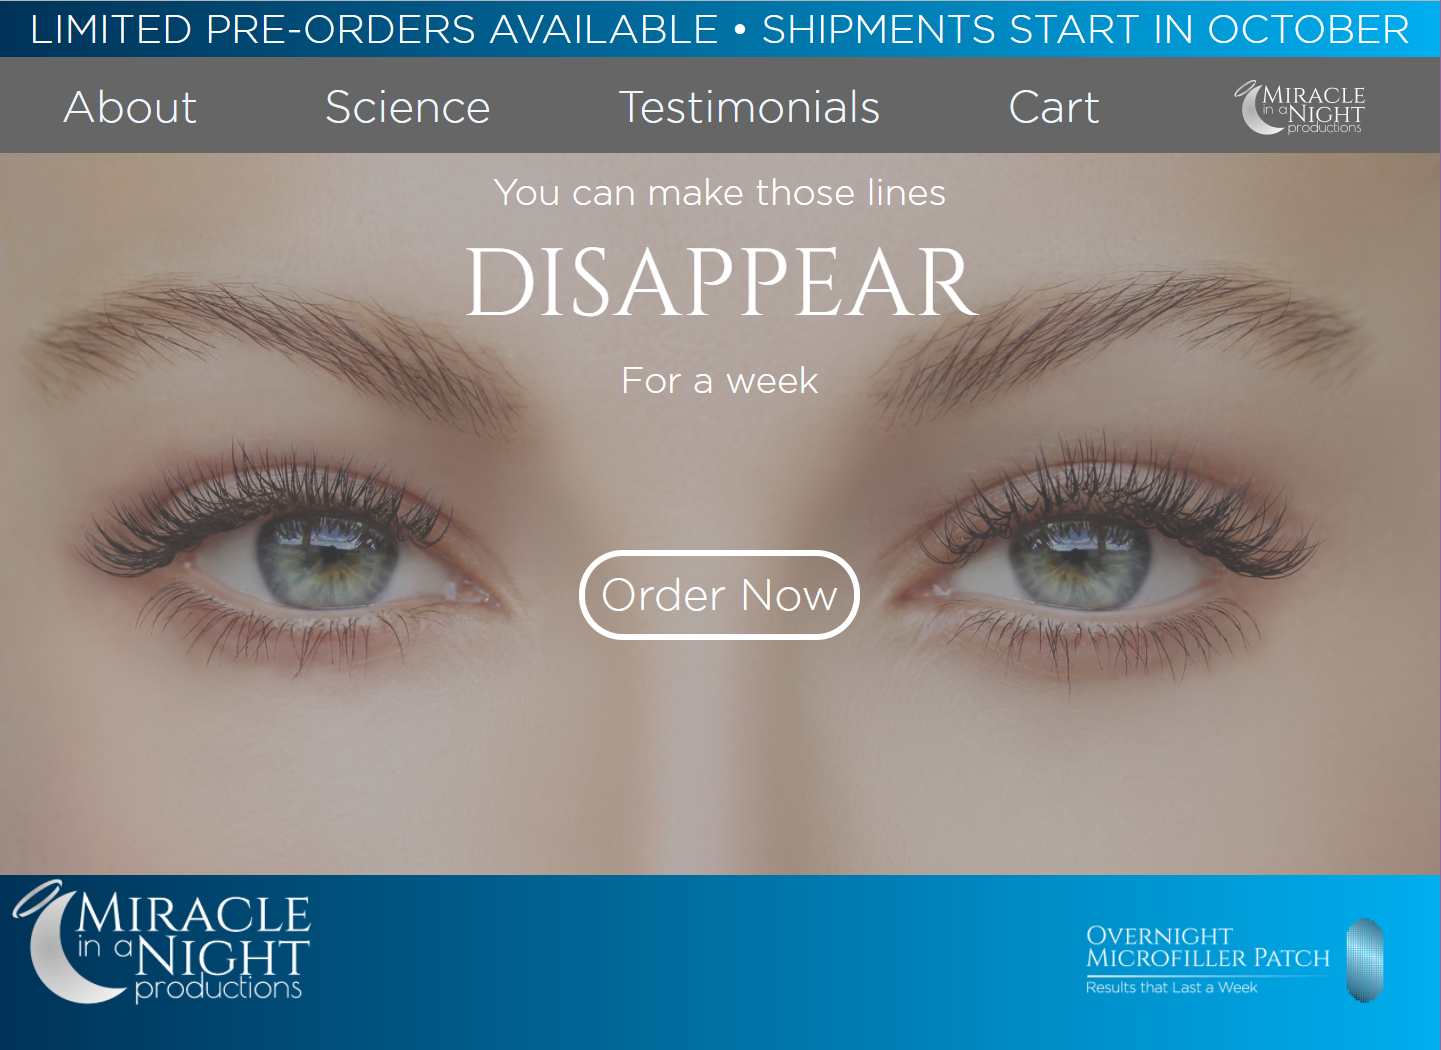 LIMITED PRE-ORDERS AVAILABLE • SHIPMENTS START IN OCTOBER
About Science Testimonials Cart
MIRACLE
in a NIGHT
productions
You can make those lines
DISAPPEAR
For a week
Order Now
MIRACLE
in a NIGHT
productions
OVERNIGHT
MICROFILLER PATCH
Results that Last a Week